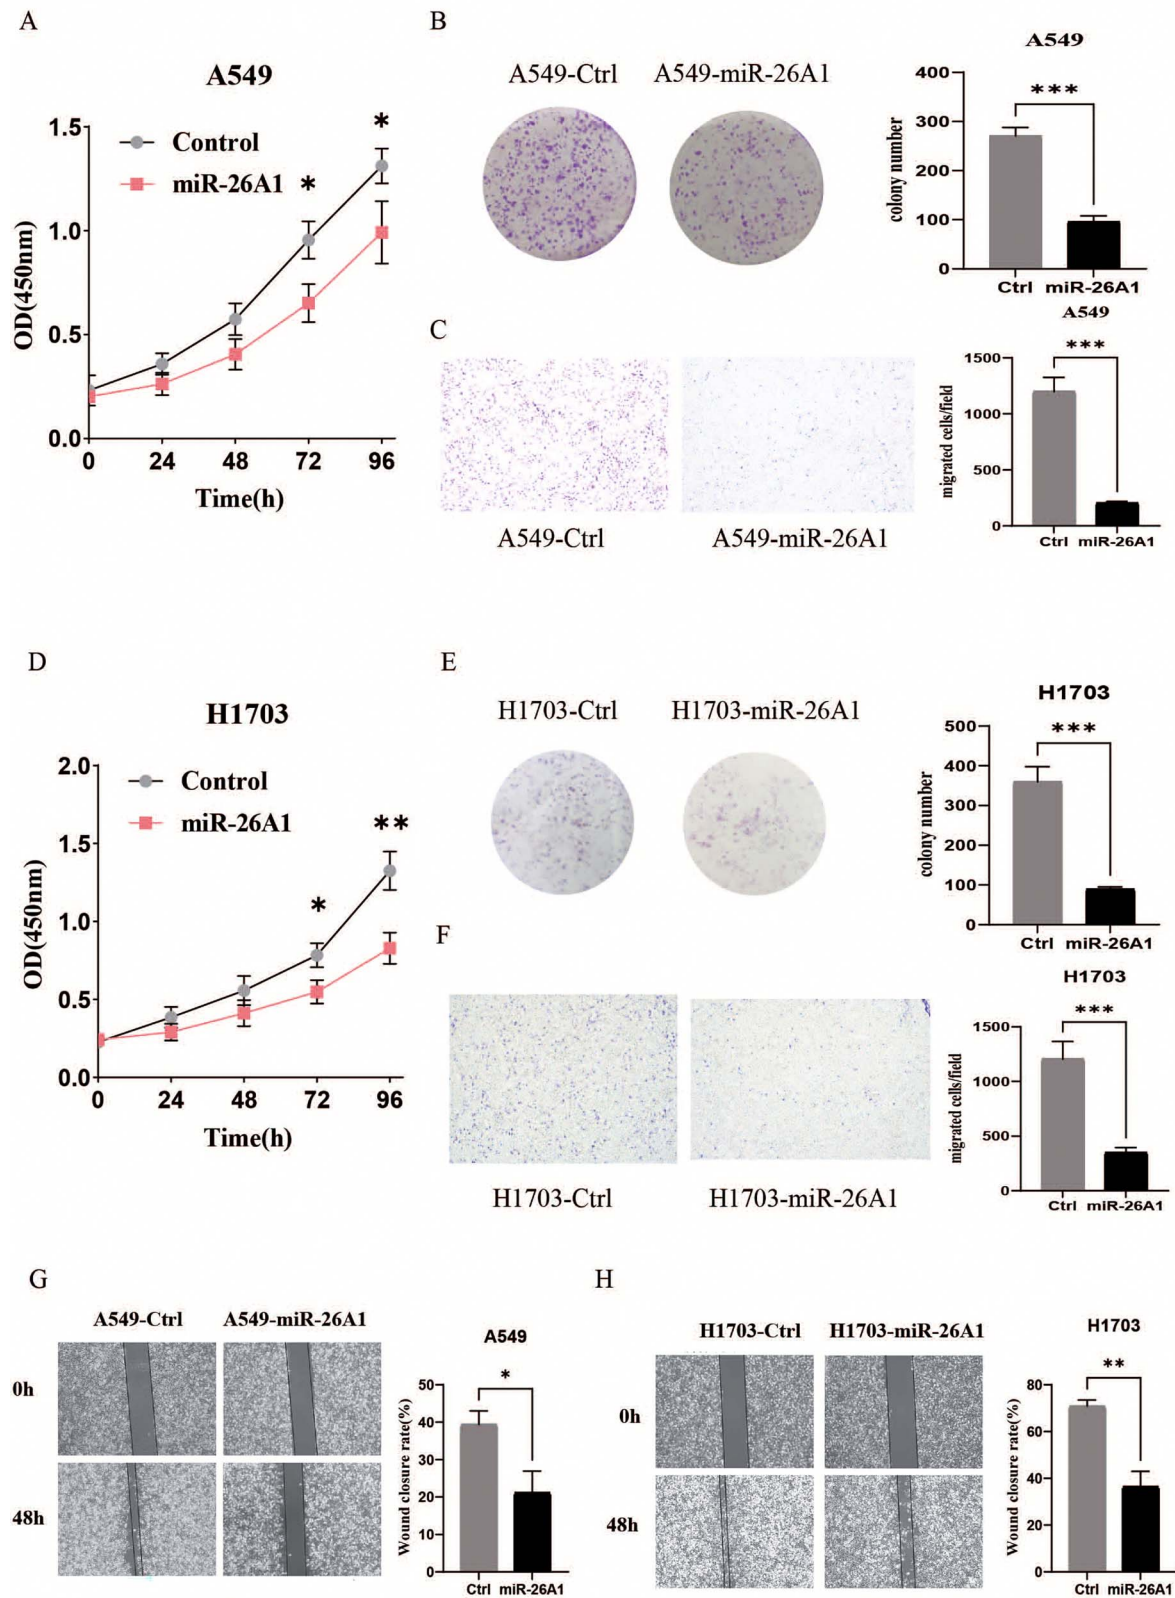 A
A549
Control
miR-26A1
*
*
1.5
1.0
0.5
0.0
OD(450nm)
0 24 48 72 96
Time(h)
B
A549-Ctrl A549-miR-26A1
A549
***
400
300
200
100
0
colony number
Ctrl miR-26A1
C
A549-Ctrl A549-miR-26A1
A549
***
1500
1000
500
0
migrated cells/field
Ctrl miR-26A1
D
H1703
Control
miR-26A1
*
**
2.0
1.5
1.0
0.5
0.0
OD(450nm)
0 24 48 72 96
Time(h)
E
H1703-Ctrl H1703-miR-26A1
H1703
***
500
400
300
200
100
0
colony number
Ctrl miR-26A1
F
H1703-Ctrl H1703-miR-26A1
H1703
***
1500
1000
500
0
migrated cells/field
Ctrl miR-26A1
G
A549-Ctrl A549-miR-26A1
0h
48h
A549
*
50
40
30
20
10
0
Wound closure rate(%)
Ctrl miR-26A1
H
H1703-Ctrl H1703-miR-26A1
0h
48h
H1703
**
80
60
40
20
0
Wound closure rate(%)
Ctrl miR-26A1